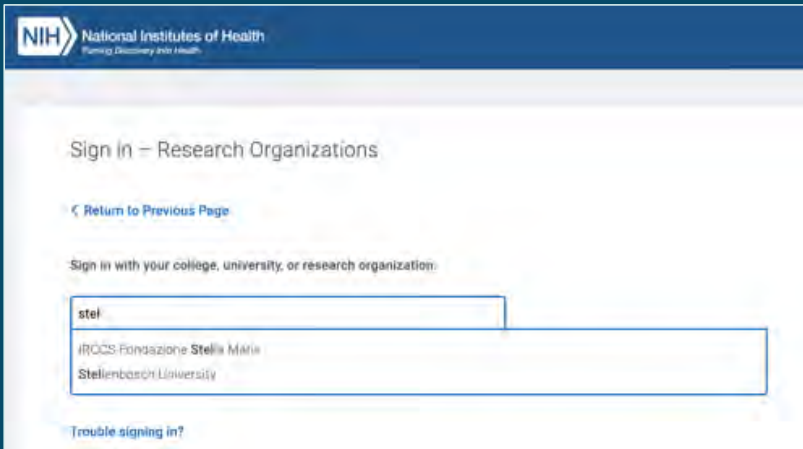 NIH
National Institutes of Health
Turning Discovery Into Health
Sign in – Research Organizations
< Return to Previous Page
Sign in with your college, university, or research organization.
stel
IRCCS Fondazione Stella Maris
Stellenbosch University
Trouble signing in?